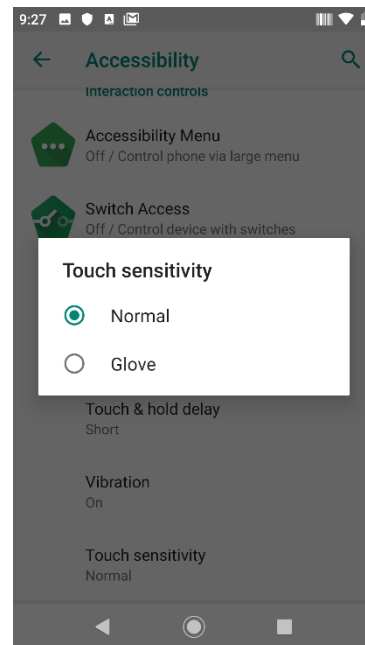 9:27
Accessibility
Interaction controls
Accessibility Menu
Off / Control phone via large menu
Switch Access
Off / Control device with switches
Touch sensitivity
Normal
Glove
Touch & hold delay
Short
Vibration
On
Touch sensitivity
Normal